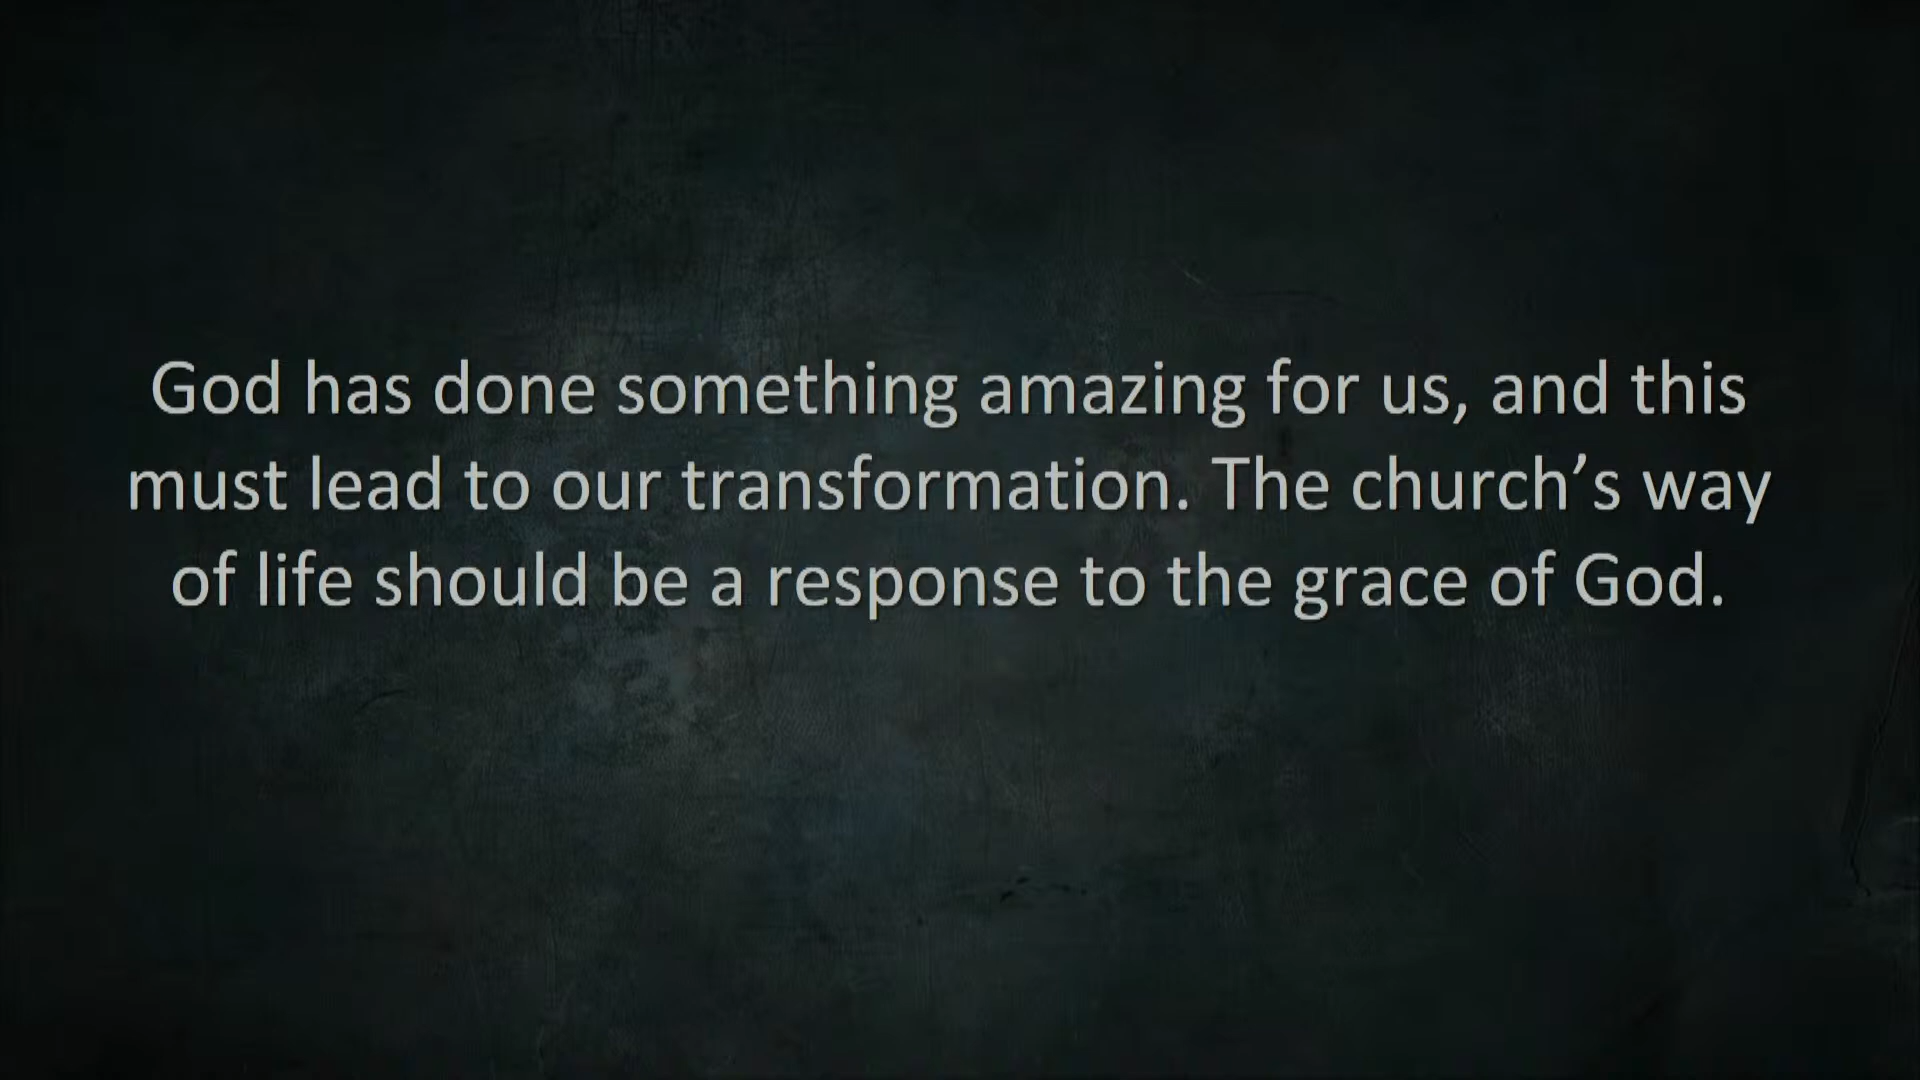 God has done something amazing for us, and this
must lead to our transformation. The church’s way
of life should be a response to the grace of God.